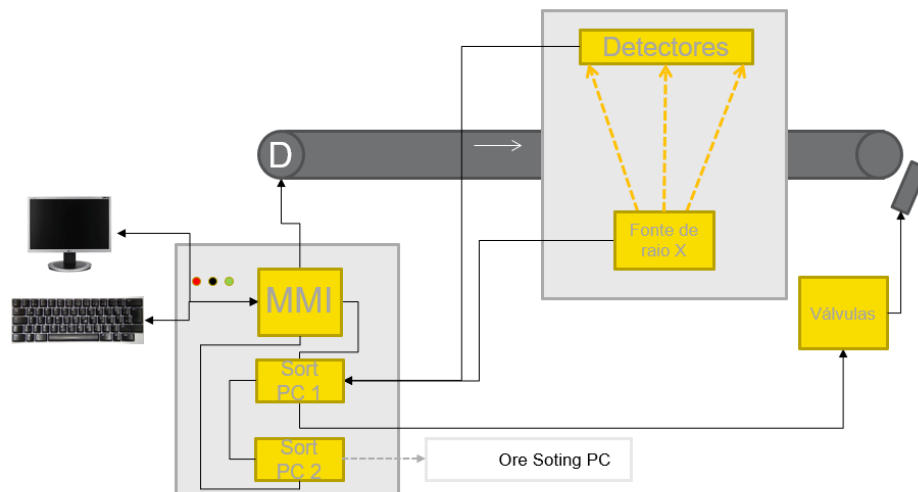 Detectores
D
Fonte de
raio X
MMI
Válvulas
Sort
PC 1
Sort
PC 2
Ore Soting PC